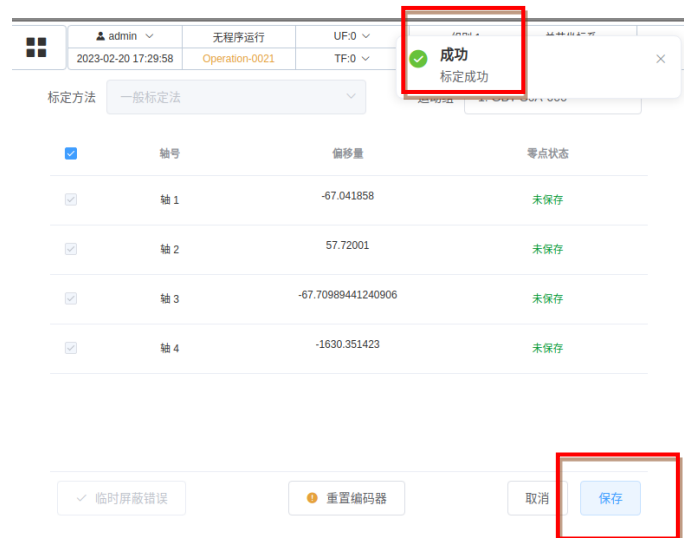 admin 无程序运行 UF:0
2023-02-20 17:29:58 Operation-0021 TF:0
成功
标定成功
标定方法 一般标定法
轴号 偏移量 零点状态
轴 1 -67.041858 未保存
轴 2 57.72001 未保存
轴 3 -67.70989441240906 未保存
轴 4 -1630.351423 未保存
临时屏蔽错误 重置编码器 取消 保存